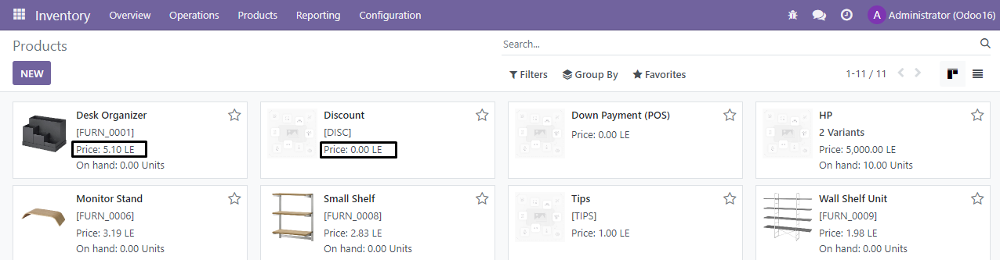 Inventory Overview Operations Products Reporting Configuration A Administrator (Odoo16)
Products
Search...
NEW
Filters Group By Favorites 1-11 / 11
Desk Organizer
[FURN_0001]
Price: 5.10 LE
On hand: 0.00 Units
Discount
[DISC]
Price: 0.00 LE
Down Payment (POS)
Price: 0.00 LE
HP
2 Variants
Price: 5,000.00 LE
On hand: 10.00 Units
Monitor Stand
[FURN_0006]
Price: 3.19 LE
On hand: 0.00 Units
Small Shelf
[FURN_0008]
Price: 2.83 LE
On hand: 0.00 Units
Tips
[TIPS]
Price: 1.00 LE
Wall Shelf Unit
[FURN_0009]
Price: 1.98 LE
On hand: 0.00 Units